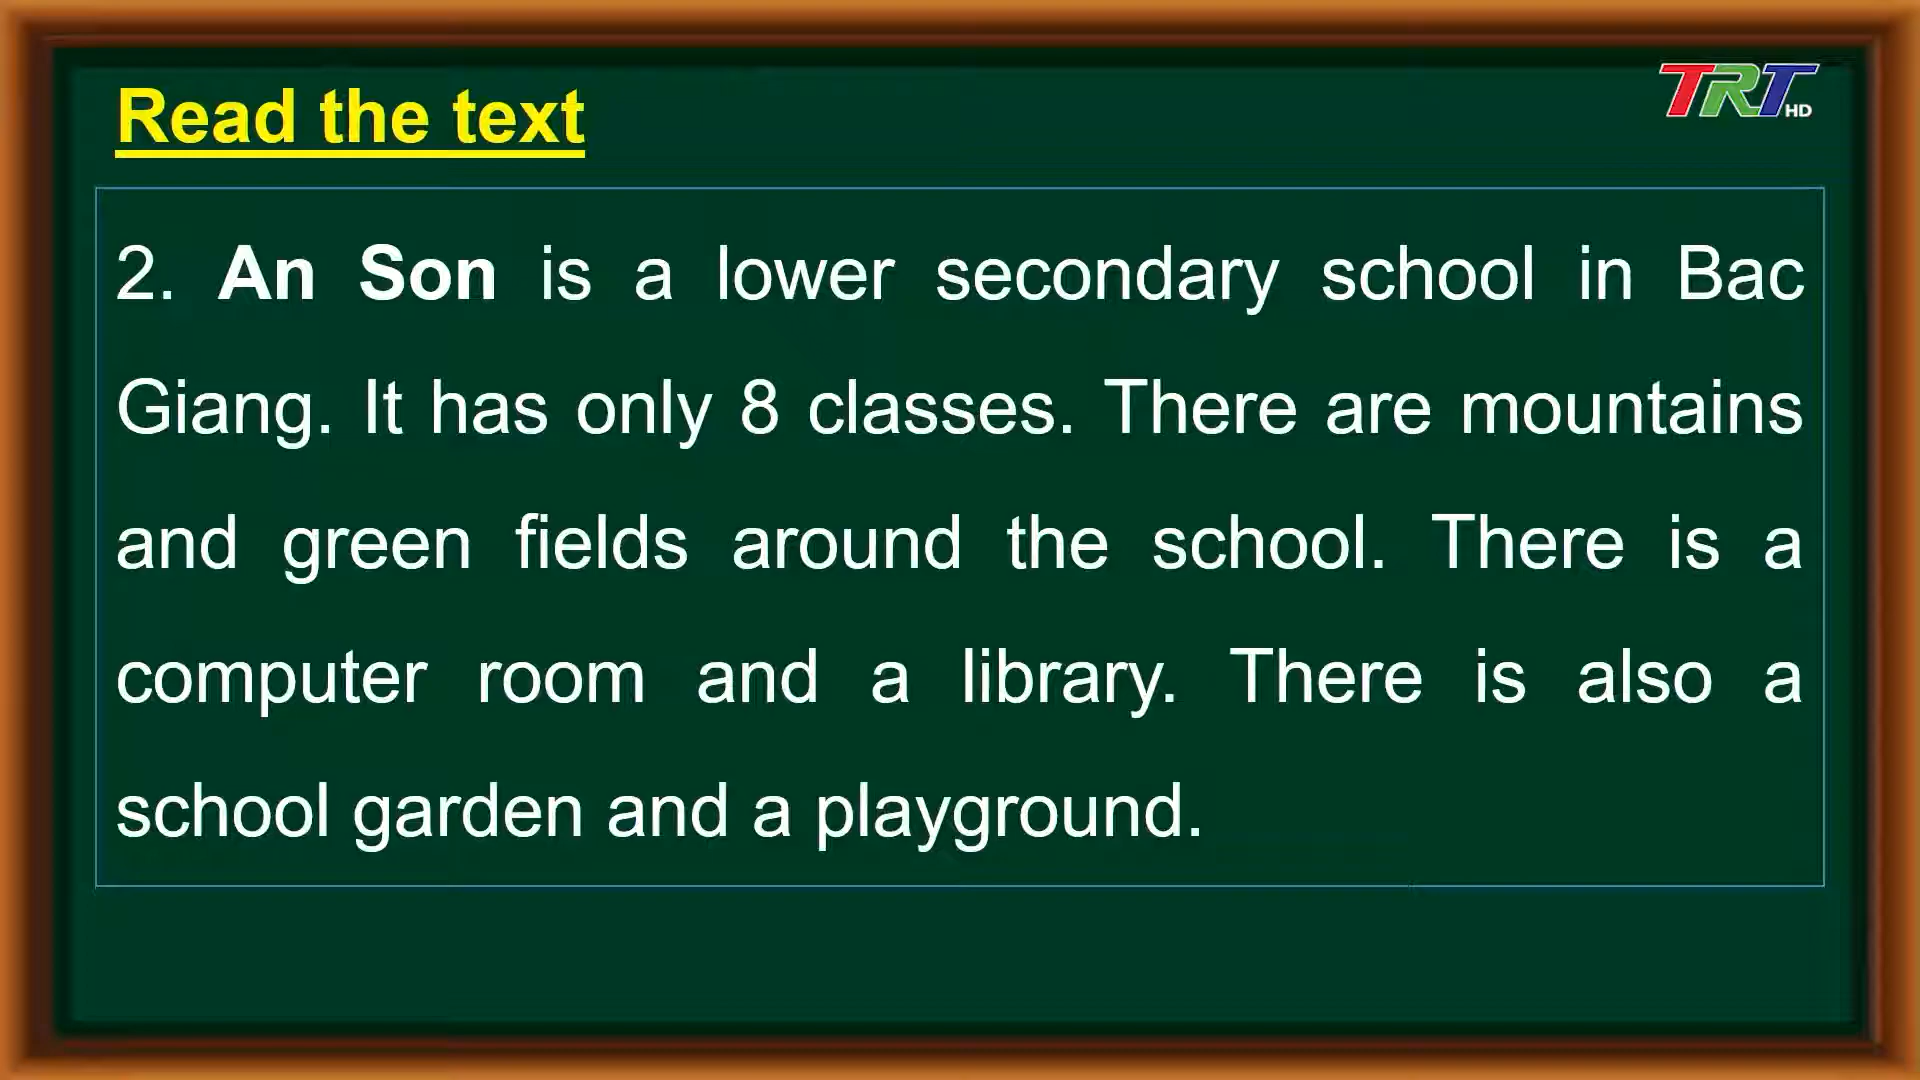 Read the text
TRT HD
2. An Son is a lower secondary school in Bac
Giang. It has only 8 classes. There are mountains
and green fields around the school. There is a
computer room and a library. There is also a
school garden and a playground.